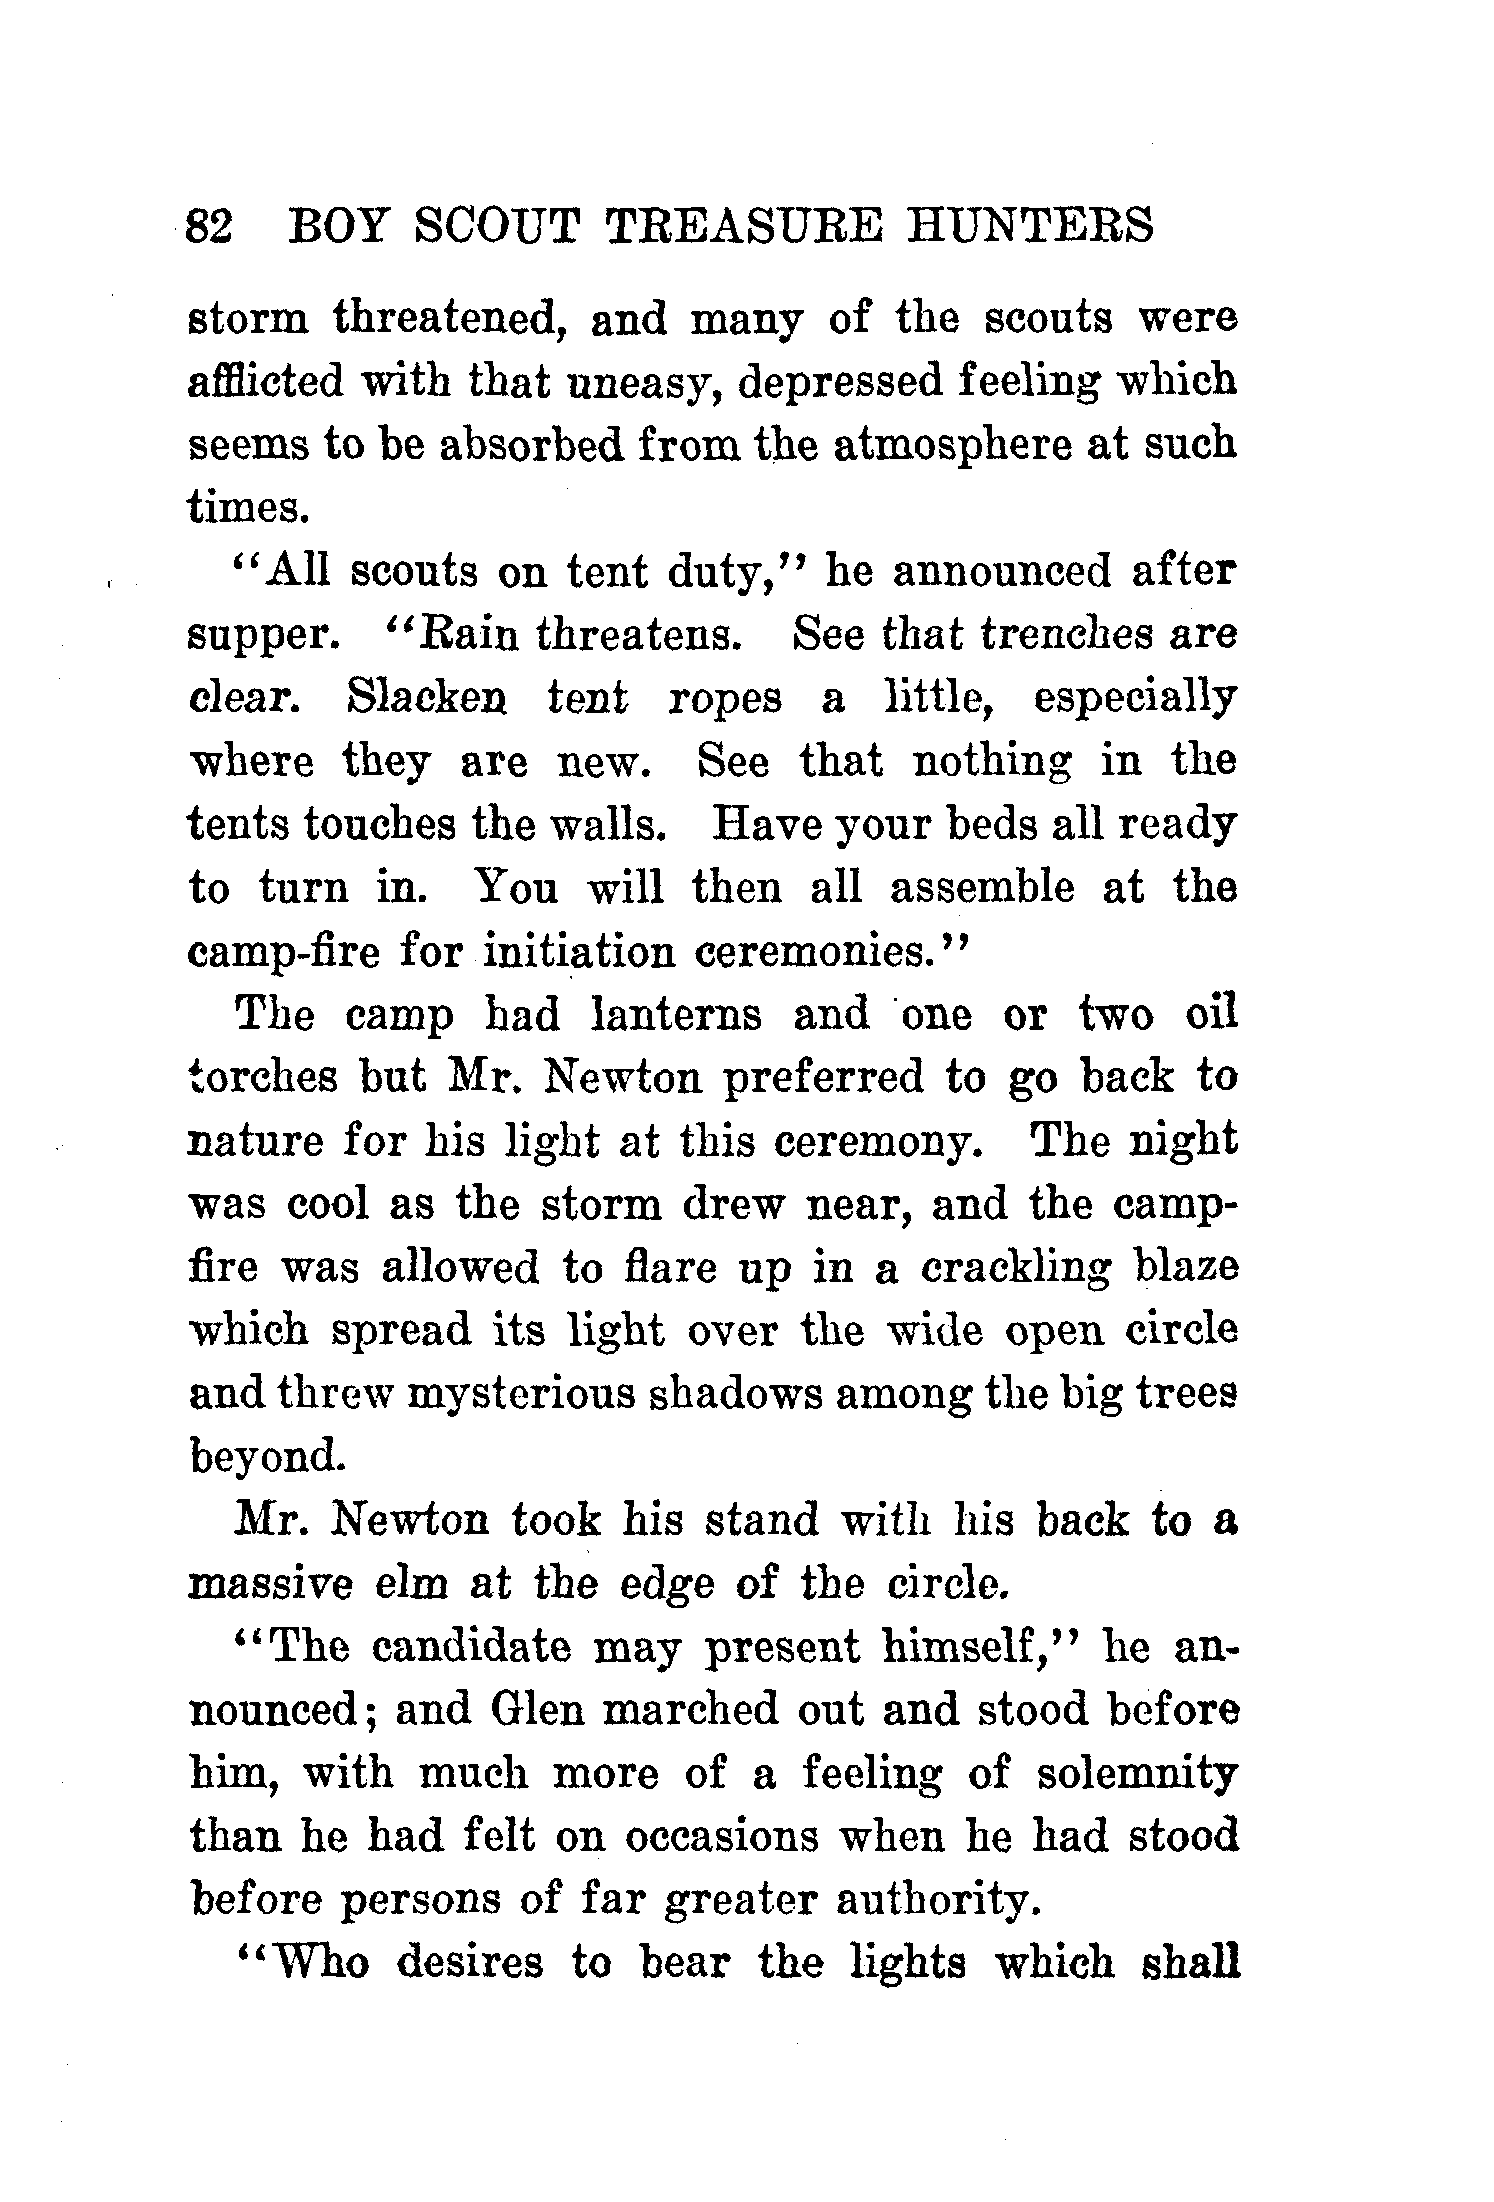 82 BOY SCOUT TREASURE HUNTERS
storm threatened, and many of the scouts were
afflicted with that uneasy, depressed feeling which
seems to be absorbed from the atmosphere at such
times.
"All scouts on tent duty," he announced after
supper. "Rain threatens. See that trenches are
clear. Slacken tent ropes a little, especially
where they are new. See that nothing in the
tents touches the walls. Have your beds all ready
to turn in. You will then all assemble at the
camp-fire for initiation ceremonies."
The camp had lanterns and one or two oil
torches but Mr. Newton preferred to go back to
nature for his light at this ceremony. The night
was cool as the storm drew near, and the camp-
fire was allowed to flare up in a crackling blaze
which spread its light over the wide open circle
and threw mysterious shadows among the big trees
beyond.
Mr. Newton took his stand with his back to a
massive elm at the edge of the circle.
"The candidate may present himself," he an-
nounced; and Glen marched out and stood before
him, with much more of a feeling of solemnity
than he had felt on occasions when he had stood
before persons of far greater authority.
"Who desires to bear the lights which shall